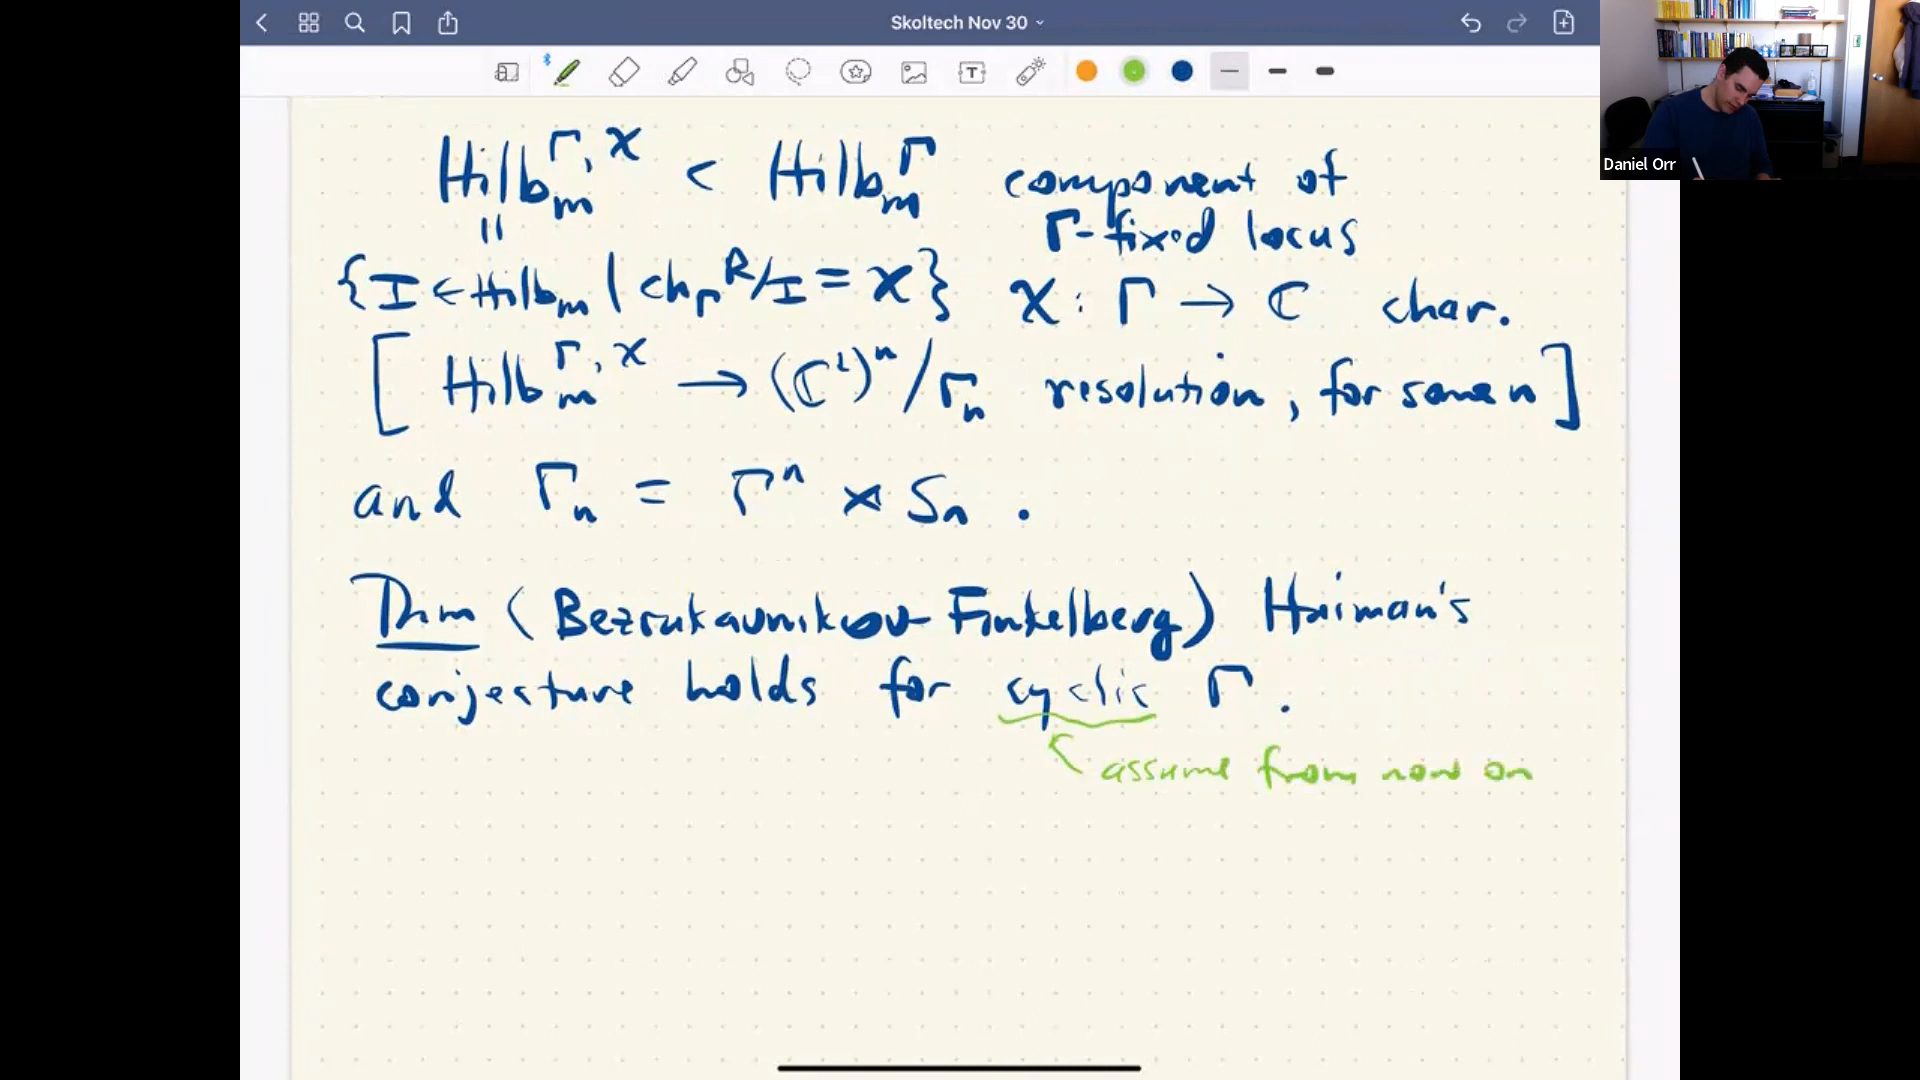 Skoltech Nov 30
Daniel Orr
Hilb_m^{Γ,χ} < Hilb_m^Γ component of
Γ-fixed locus
=
{I ∈ Hilb_m | ch_Γ R/I = χ} χ : Γ → ℂ char.
[Hilb_m^{Γ,χ} → (ℂ²)^n / Γ_n resolution, for some n]
and Γ_n = Γ^n ⋊ S_n .
Thm (Bezrukavnikov-Finkelberg) Haiman's
conjecture holds for cyclic Γ .
assume from now on